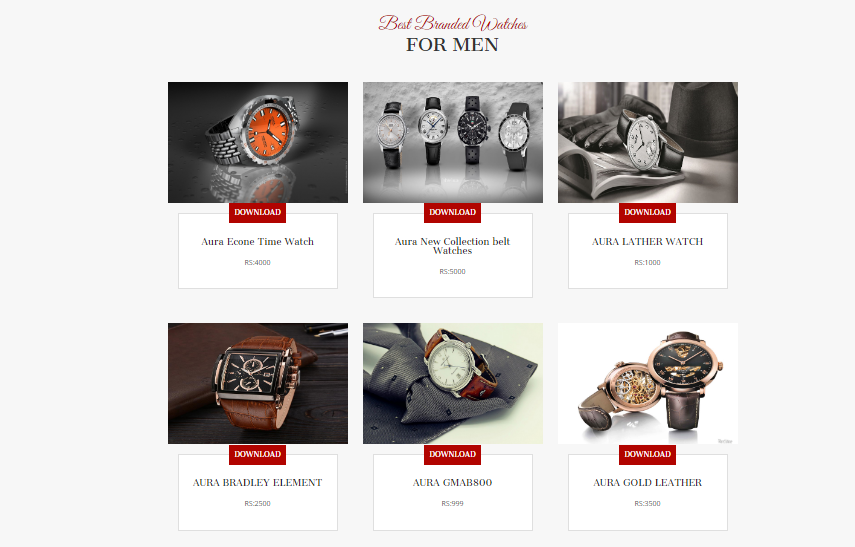 Best Branded Watches
FOR MEN
DOWNLOAD
Aura Econe Time Watch
RS:4000
DOWNLOAD
Aura New Collection belt
Watches
RS:5000
DOWNLOAD
AURA LATHER WATCH
RS:1000
DOWNLOAD
AURA BRADLEY ELEMENT
RS:2500
DOWNLOAD
AURA GMAB800
RS:999
DOWNLOAD
AURA GOLD LEATHER
RS:3500